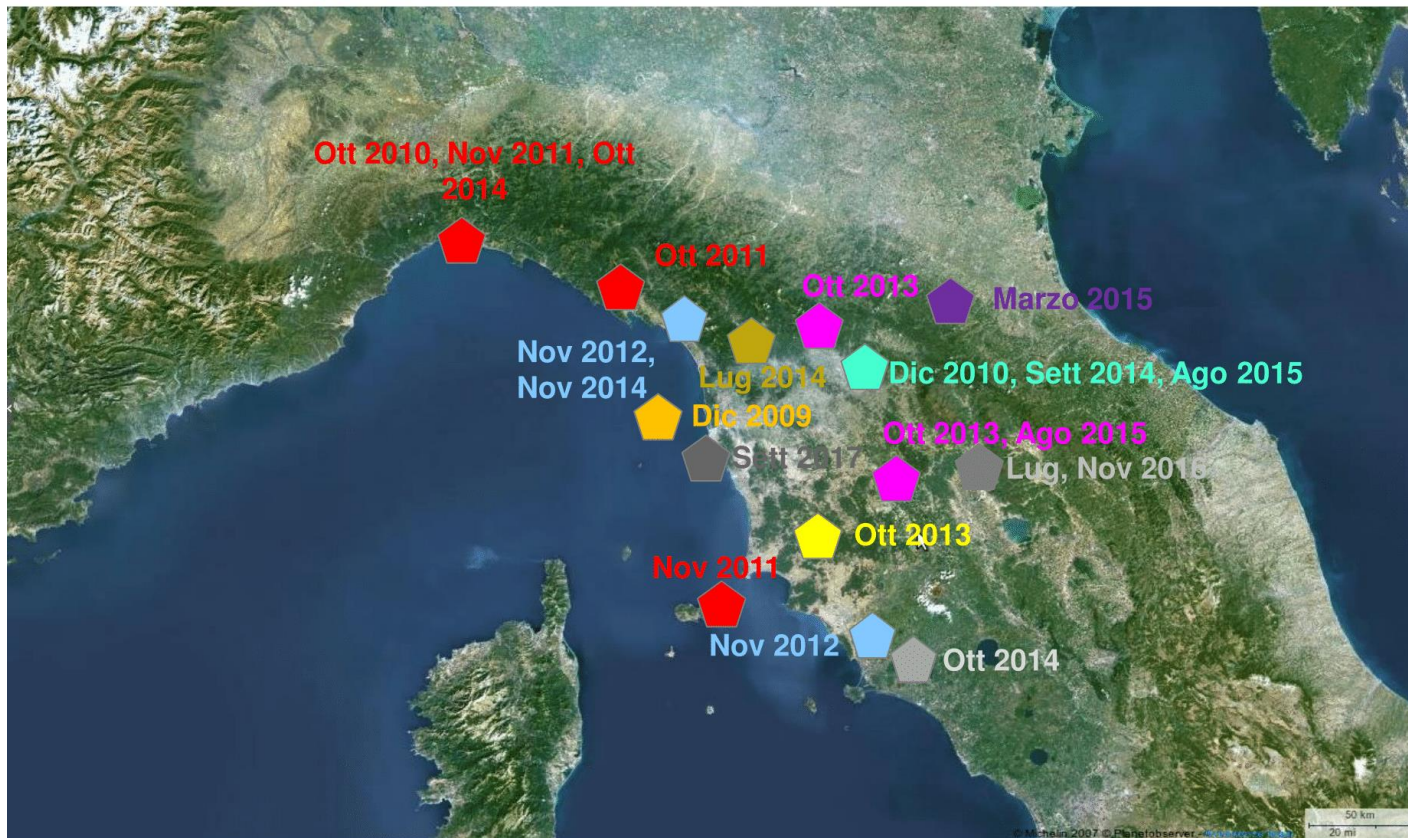 Ott 2010, Nov 2011, Ott
2014
Ott 2011
Ott 2013
Marzo 2015
Nov 2012,
Nov 2014
Lug 2014
Dic 2010, Sett 2014, Ago 2015
Dic 2009
Ott 2013, Ago 2015
Sett 2017
Lug, Nov 2016
Ott 2013
Nov 2011
Nov 2012
Ott 2014
50 km
20 mi
© Michelin 2007 © Planetobserver -